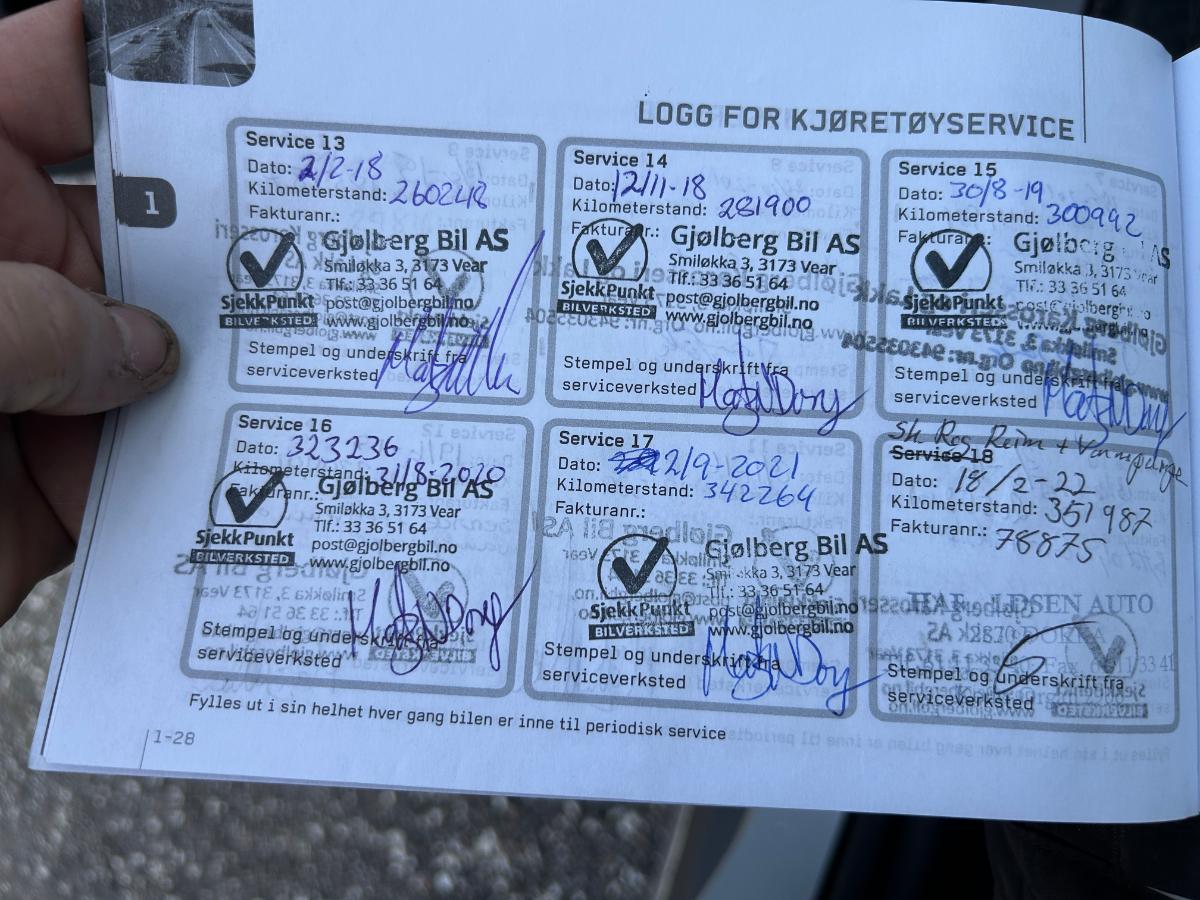 LOGG FOR KJØRETØYSERVICE
1
Service 13
Dato: 2/2-18
Kilometerstand: 260248
Fakturanr.:
Gjølberg Bil AS
Smiløkka 3, 3173 Vear
Tlf.: 33 36 51 64
SjekkPunkt post@gjolbergbil.no
BILVERKSTED www.gjolbergbil.no
Stempel og underskrift fra
serviceverksted
Service 14
Dato: 12/11-18
Kilometerstand: 281900
Fakturanr.:
Gjølberg Bil AS
Smiløkka 3, 3173 Vear
Tlf.: 33 36 51 64
SjekkPunkt post@gjolbergbil.no
BILVERKSTED www.gjolbergbil.no
Stempel og underskrift fra
serviceverksted
Service 15
Dato: 30/8-19
Kilometerstand: 300992
Fakturanr.:
Gjølberg AS
Smiløkka 3, 3173 Vear
Tlf.: 33 36 51 64
SjekkPunkt post@gjolbergbil.no
BILVERKSTED
Stempel og underskrift fra
serviceverksted
Service 16
Dato: 323236
Kilometerstand: 31/8-2020
Fakturanr.:
Gjølberg Bil AS
Smiløkka 3, 3173 Vear
Tlf.: 33 36 51 64
SjekkPunkt post@gjolbergbil.no
BILVERKSTED www.gjolbergbil.no
Stempel og underskrift fra
serviceverksted
Service 17
Dato: 2/9-2021
Kilometerstand: 342264
Fakturanr.:
Gjølberg Bil AS
Smiløkka 3, 3173 Vear
Tlf.: 33 36 51 64
SjekkPunkt post@gjolbergbil.no
BILVERKSTED www.gjolbergbil.no
Stempel og underskrift fra
serviceverksted
Sk Reg Reim +
Service 18
Dato: 18/2-22
Kilometerstand: 351987
Fakturanr.: 78875
AUTO
Stempel og underskrift fra
serviceverksted
Fylles ut i sin helhet hver gang bilen er inne til periodisk service
1-28